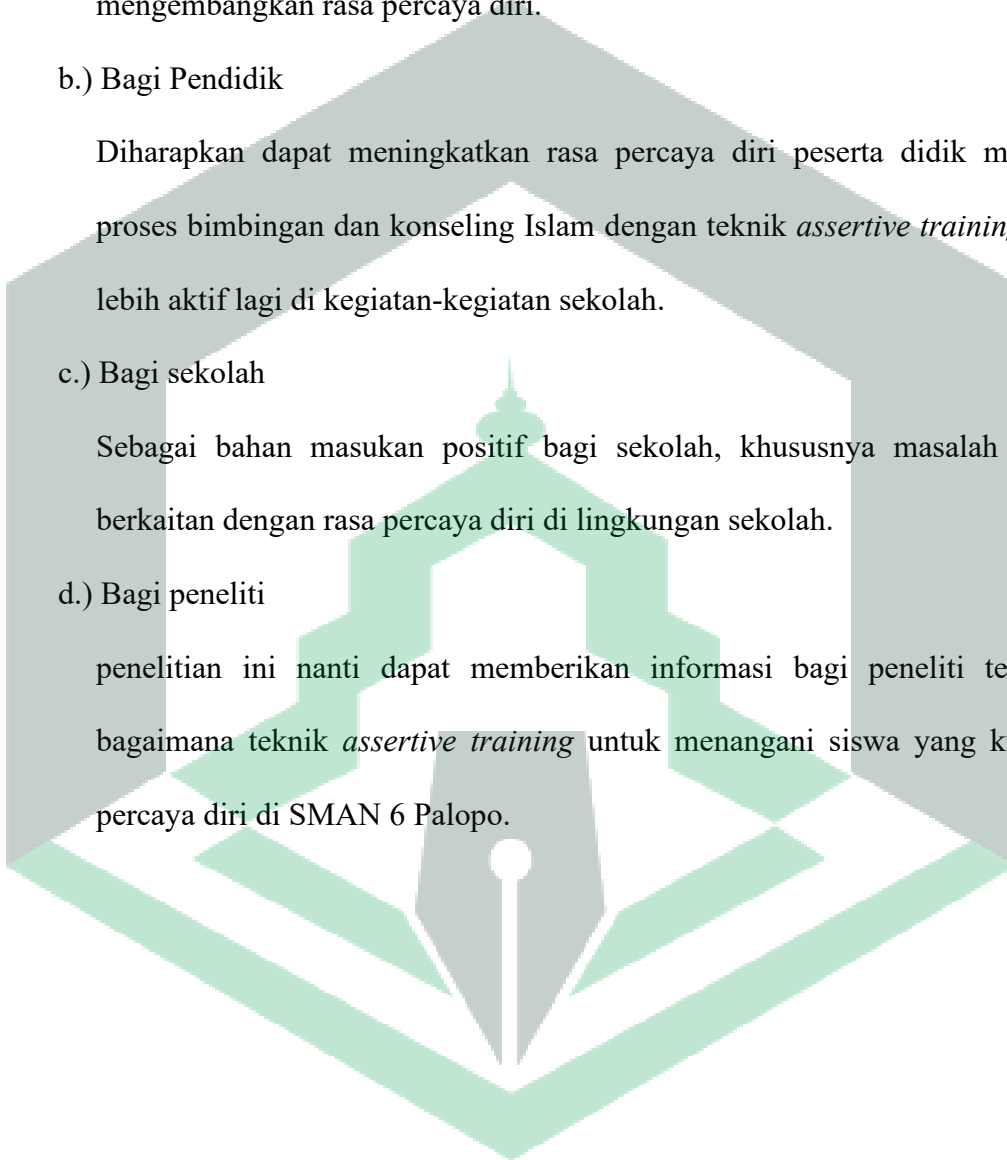 mengembangkan rasa percaya diri.
b.) Bagi Pendidik
Diharapkan dapat meningkatkan rasa percaya diri peserta didik
proses bimbingan dan konseling Islam dengan teknik assertive training
lebih aktif lagi di kegiatan-kegiatan sekolah.
c.) Bagi sekolah
Sebagai bahan masukan positif bagi sekolah, khususnya masalah
berkaitan dengan rasa percaya diri di lingkungan sekolah.
d.) Bagi peneliti
penelitian ini nanti dapat memberikan informasi bagi peneliti
bagaimana teknik assertive training untuk menangani siswa yang
percaya diri di SMAN 6 Palopo.